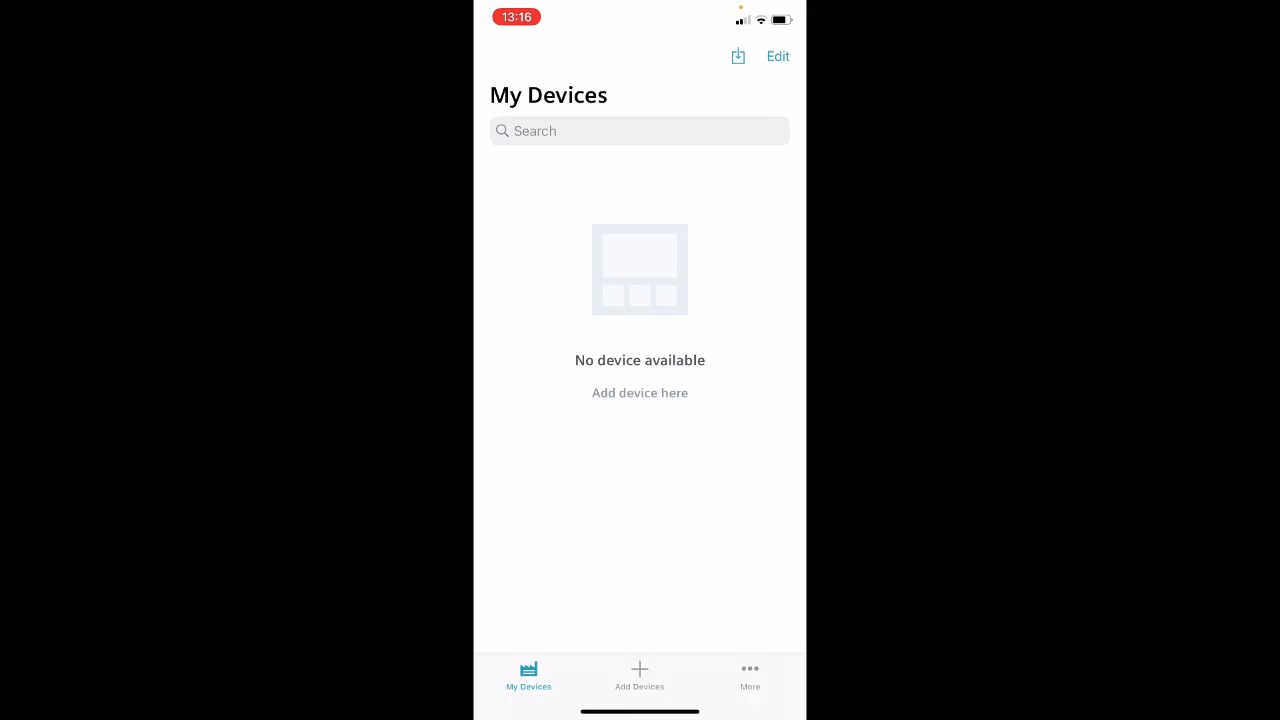 13:16
Edit
My Devices
Search
No device available
Add device here
My Devices
Add Devices
More